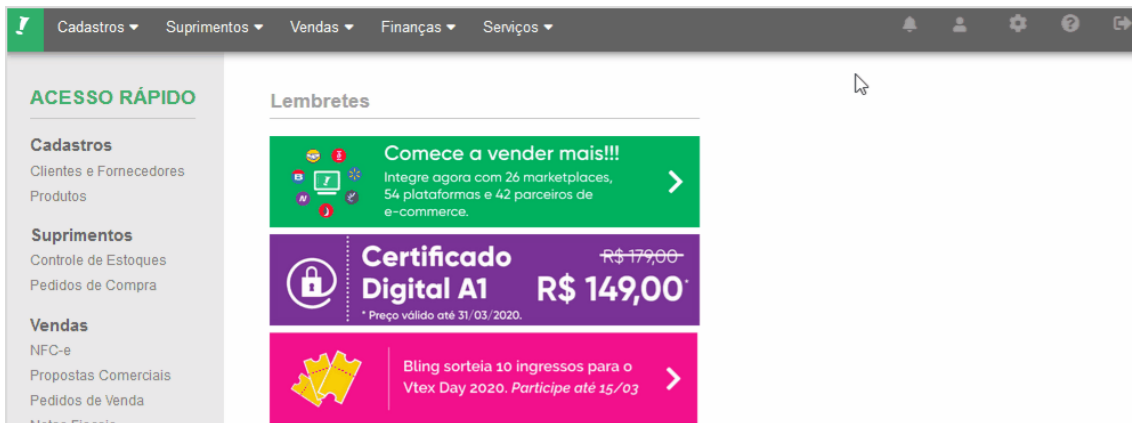 Cadastros Suprimentos Vendas Finanças Serviços
ACESSO RÁPIDO
Cadastros
Clientes e Fornecedores
Produtos
Suprimentos
Controle de Estoques
Pedidos de Compra
Vendas
NFC-e
Propostas Comerciais
Pedidos de Venda
Notas Fiscais
Lembretes
Comece a vender mais!!!
Integre agora com 26 marketplaces,
54 plataformas e 42 parceiros de
e-commerce.
Certificado
Digital A1
R$ 179,00
R$ 149,00*
* Preço válido até 31/03/2020.
Bling sorteia 10 ingressos para o
Vtex Day 2020. Participe até 15/03